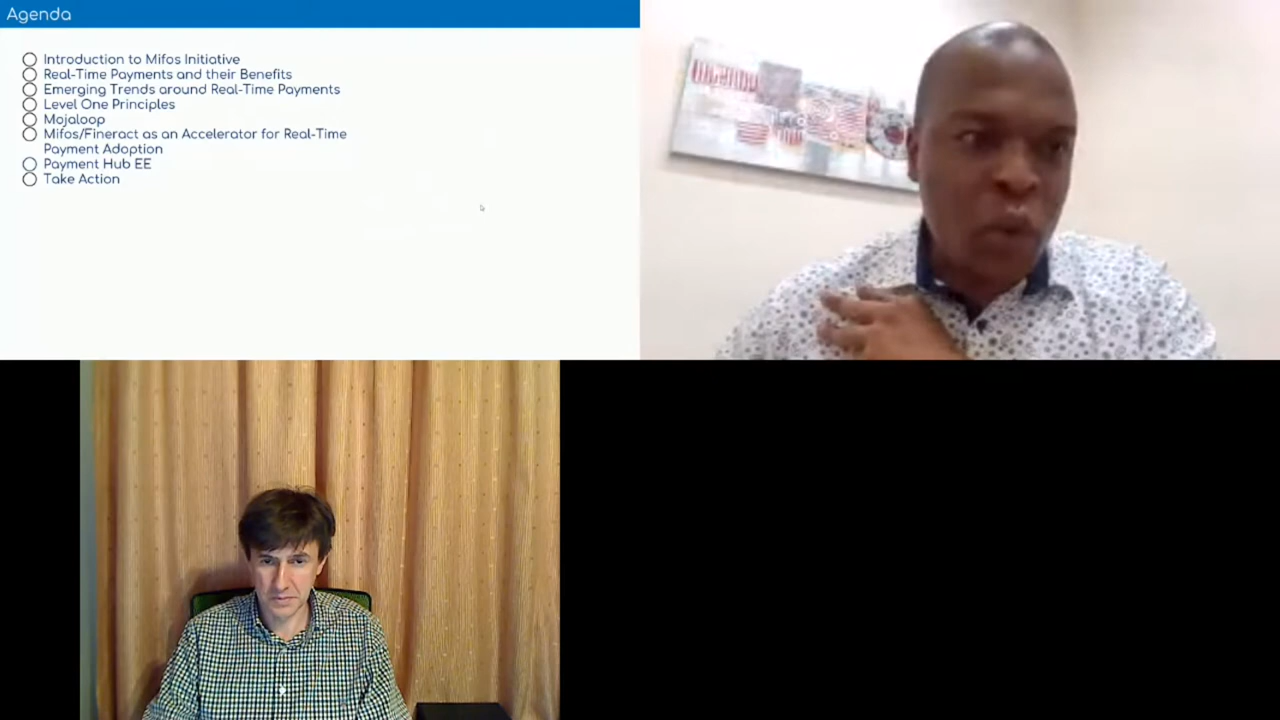 Agenda
Introduction to Mifos Initiative
Real-Time Payments and their Benefits
Emerging Trends around Real-Time Payments
Level One Principles
Mojaloop
Mifos/Fineract as an Accelerator for Real-Time
Payment Adoption
Payment Hub EE
Take Action